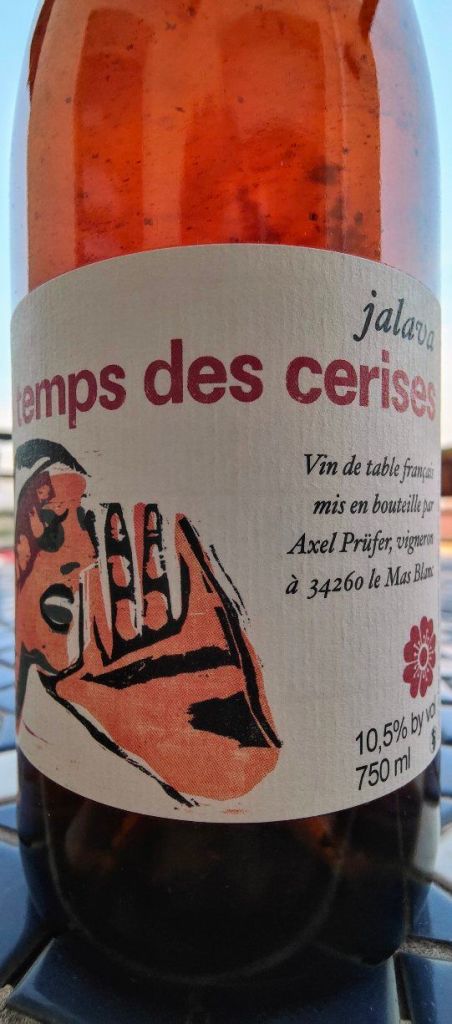 jalava
temps des cerises
Vin de table français
mis en bouteille par
Axel Prüfer, vigneron
à 34260 le Mas Blanc
10,5% by vol
750 ml